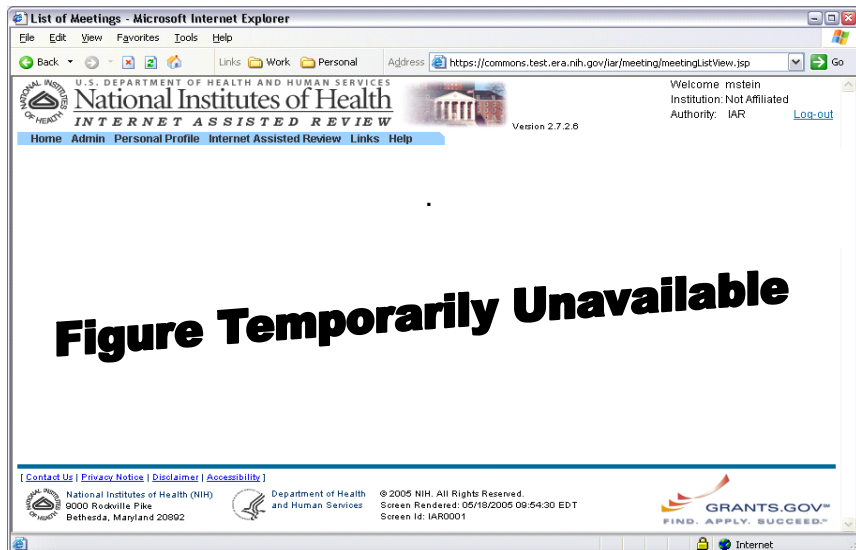 List of Meetings - Microsoft Internet Explorer
File Edit View Favorites Tools Help
Back Links Work Personal Address https://commons.test.era.nih.gov/iar/meeting/meetingListView.jsp Go
U.S. DEPARTMENT OF HEALTH AND HUMAN SERVICES
National Institutes of Health
INTERNET ASSISTED REVIEW
Version 2.7.2.6
Welcome mstein
Institution: Not Affiliated
Authority: IAR Log-out
Home Admin Personal Profile Internet Assisted Review Links Help
.
Figure Temporarily Unavailable
[ Contact Us | Privacy Notice | Disclaimer | Accessibility ]
National Institutes of Health (NIH)
9000 Rockville Pike
Bethesda, Maryland 20892
Department of Health
and Human Services
© 2005 NIH. All Rights Reserved.
Screen Rendered: 05/18/2005 09:54:30 EDT
Screen Id: IAR0001
GRANTS.GOV℠
FIND. APPLY. SUCCEED.℠
Internet